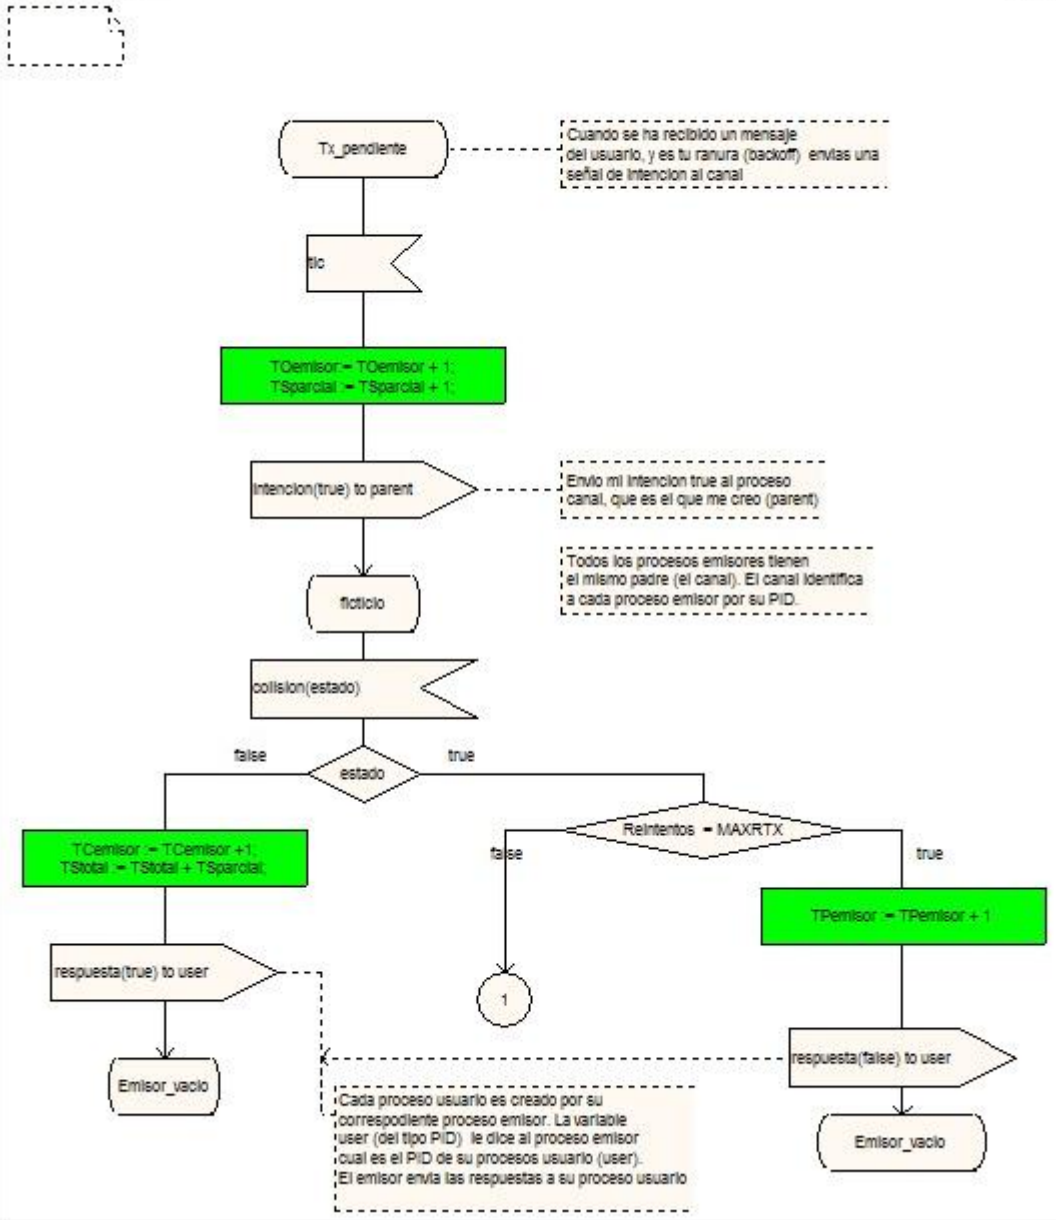 Tx_pendiente
Cuando se ha recibido un mensaje
del usuario, y es tu ranura (backoff) envias una
señal de intencion al canal
tic
TOemisor:= TOemisor + 1;
TSparcial := TSparcial + 1;
intencion(true) to parent
Envio mi intencion true al proceso
canal, que es el que me creo (parent)
Todos los procesos emisores tienen
el mismo padre (el canal). El canal identifica
a cada proceso emisor por su PID.
ficticio
colision(estado)
false
true
estado
Reintentos = MAXRTX
false
true
TCemisor := TCemisor +1;
TStotal := TStotal + TSparcial;
TPemisor := TPemisor + 1
respuesta(true) to user
1
respuesta(false) to user
Emisor_vacio
Cada proceso usuario es creado por su
correspodiente proceso emisor. La variable
user (del tipo PID) le dice al proceso emisor
cual es el PID de su procesos usuario (user).
El emisor envia las respuestas a su proceso usuario
Emisor_vacio